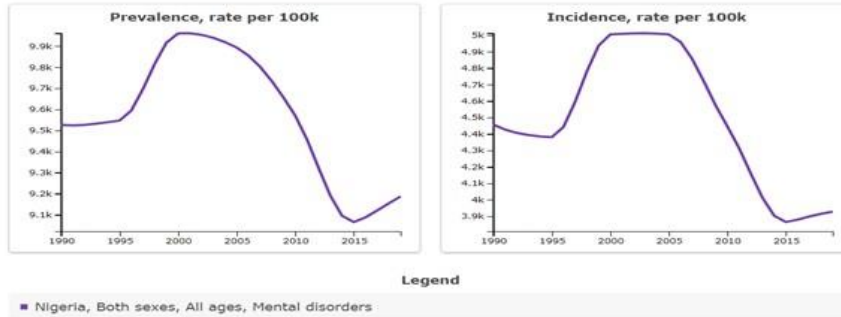 Prevalence, rate per 100k
9.9k
9.8k
9.7k
9.6k
9.5k
9.4k
9.3k
9.2k
9.1k
1990 1995 2000 2005 2010 2015
Incidence, rate per 100k
5k
4.9k
4.8k
4.7k
4.6k
4.5k
4.4k
4.3k
4.2k
4.1k
4k
3.9k
1990 1995 2000 2005 2010 2015
Legend
Nigeria, Both sexes, All ages, Mental disorders